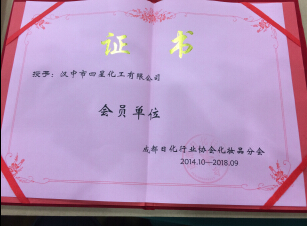 证 书
授予：汉中市四星化工有限公司
会员单位
成都日化行业协会化妆品分会
2014.10—2018.09